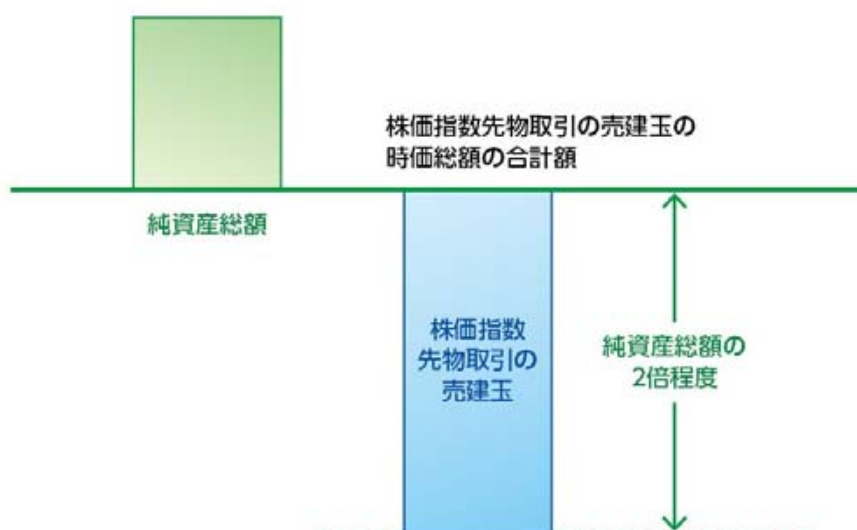 株価指数先物取引の売建玉の
時価総額の合計額
純資産総額
株価指数
先物取引の
売建玉
純資産総額の
2倍程度